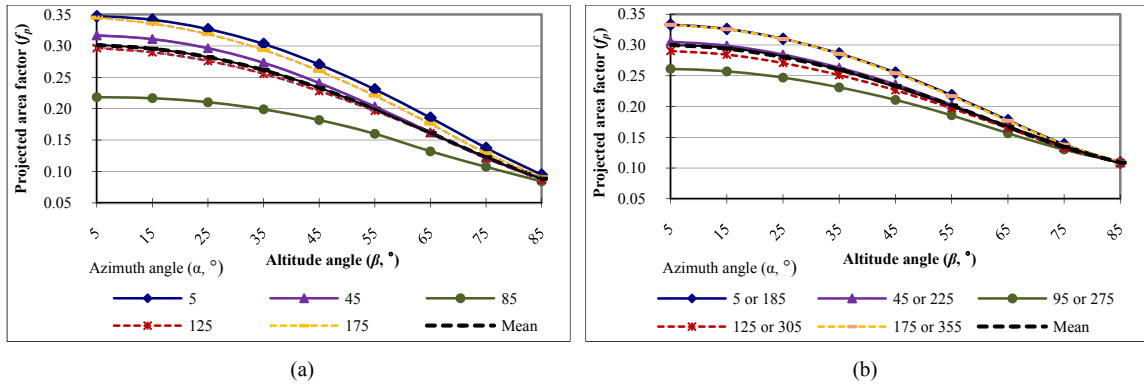 Projected area factor (fp)
0.35
0.30
0.25
0.20
0.15
0.10
0.05
5 15 25 35 45 55 65 75 85
Azimuth angle (α, °)
Altitude angle (β, °)
5 45 85
125 175 Mean
(a)
Projected area factor (fp)
0.35
0.30
0.25
0.20
0.15
0.10
0.05
5 15 25 35 45 55 65 75 85
Altitude angle (β, °)
Azimuth angle (α, °)
5 or 185 45 or 225 95 or 275
125 or 305 175 or 355 Mean
(b)